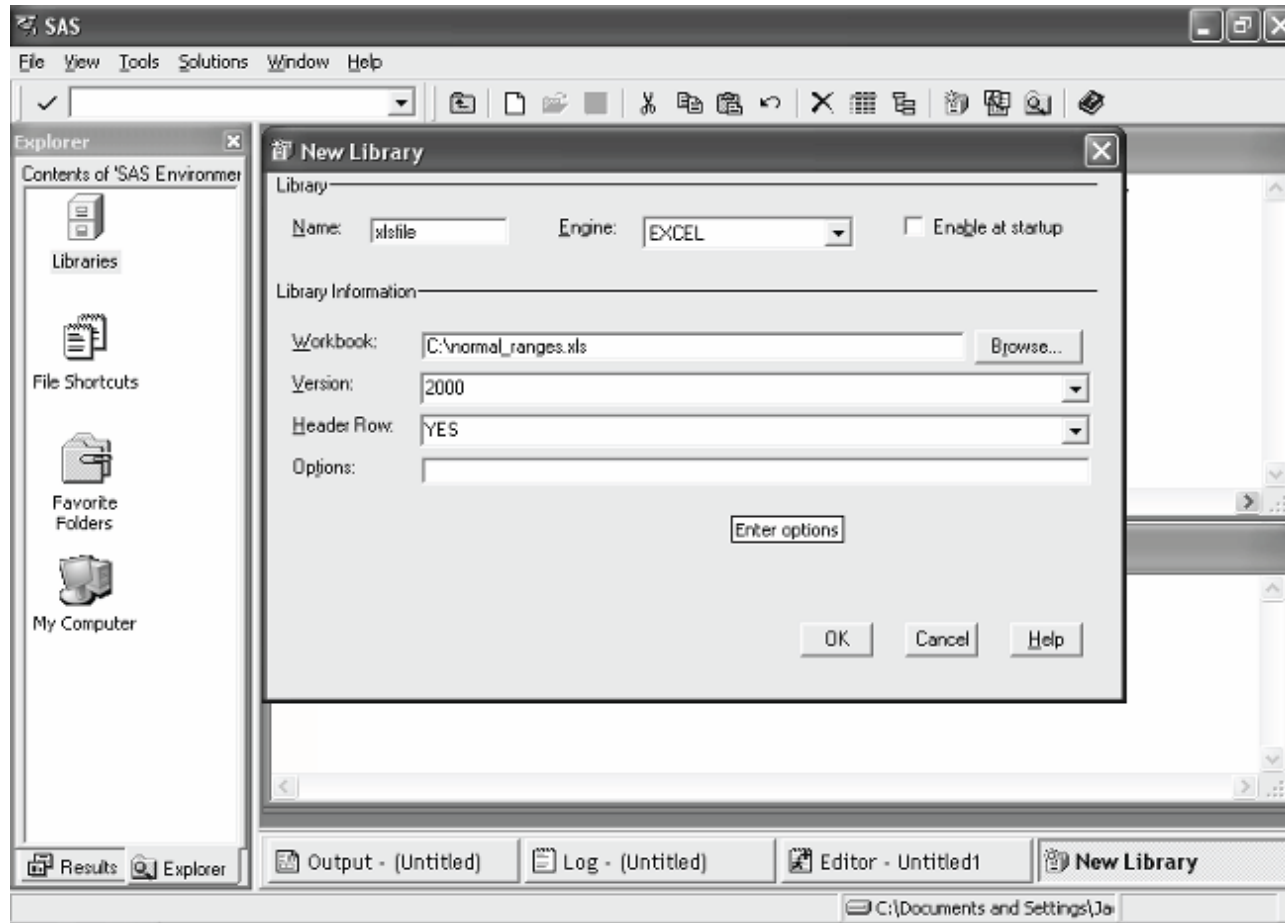 SAS
File View Tools Solutions Window Help
Explorer
Contents of 'SAS Environmer
Libraries
File Shortcuts
Favorite
Folders
My Computer
New Library
Library
Name: xlsfile Engine: EXCEL Enable at startup
Library Information
Workbook: C:\normal_ranges.xls Browse...
Version: 2000
Header Row: YES
Options:
Enter options
OK Cancel Help
Results Explorer
Output - (Untitled) Log - (Untitled) Editor - Untitled1 New Library
C:\Documents and Settings\Ja